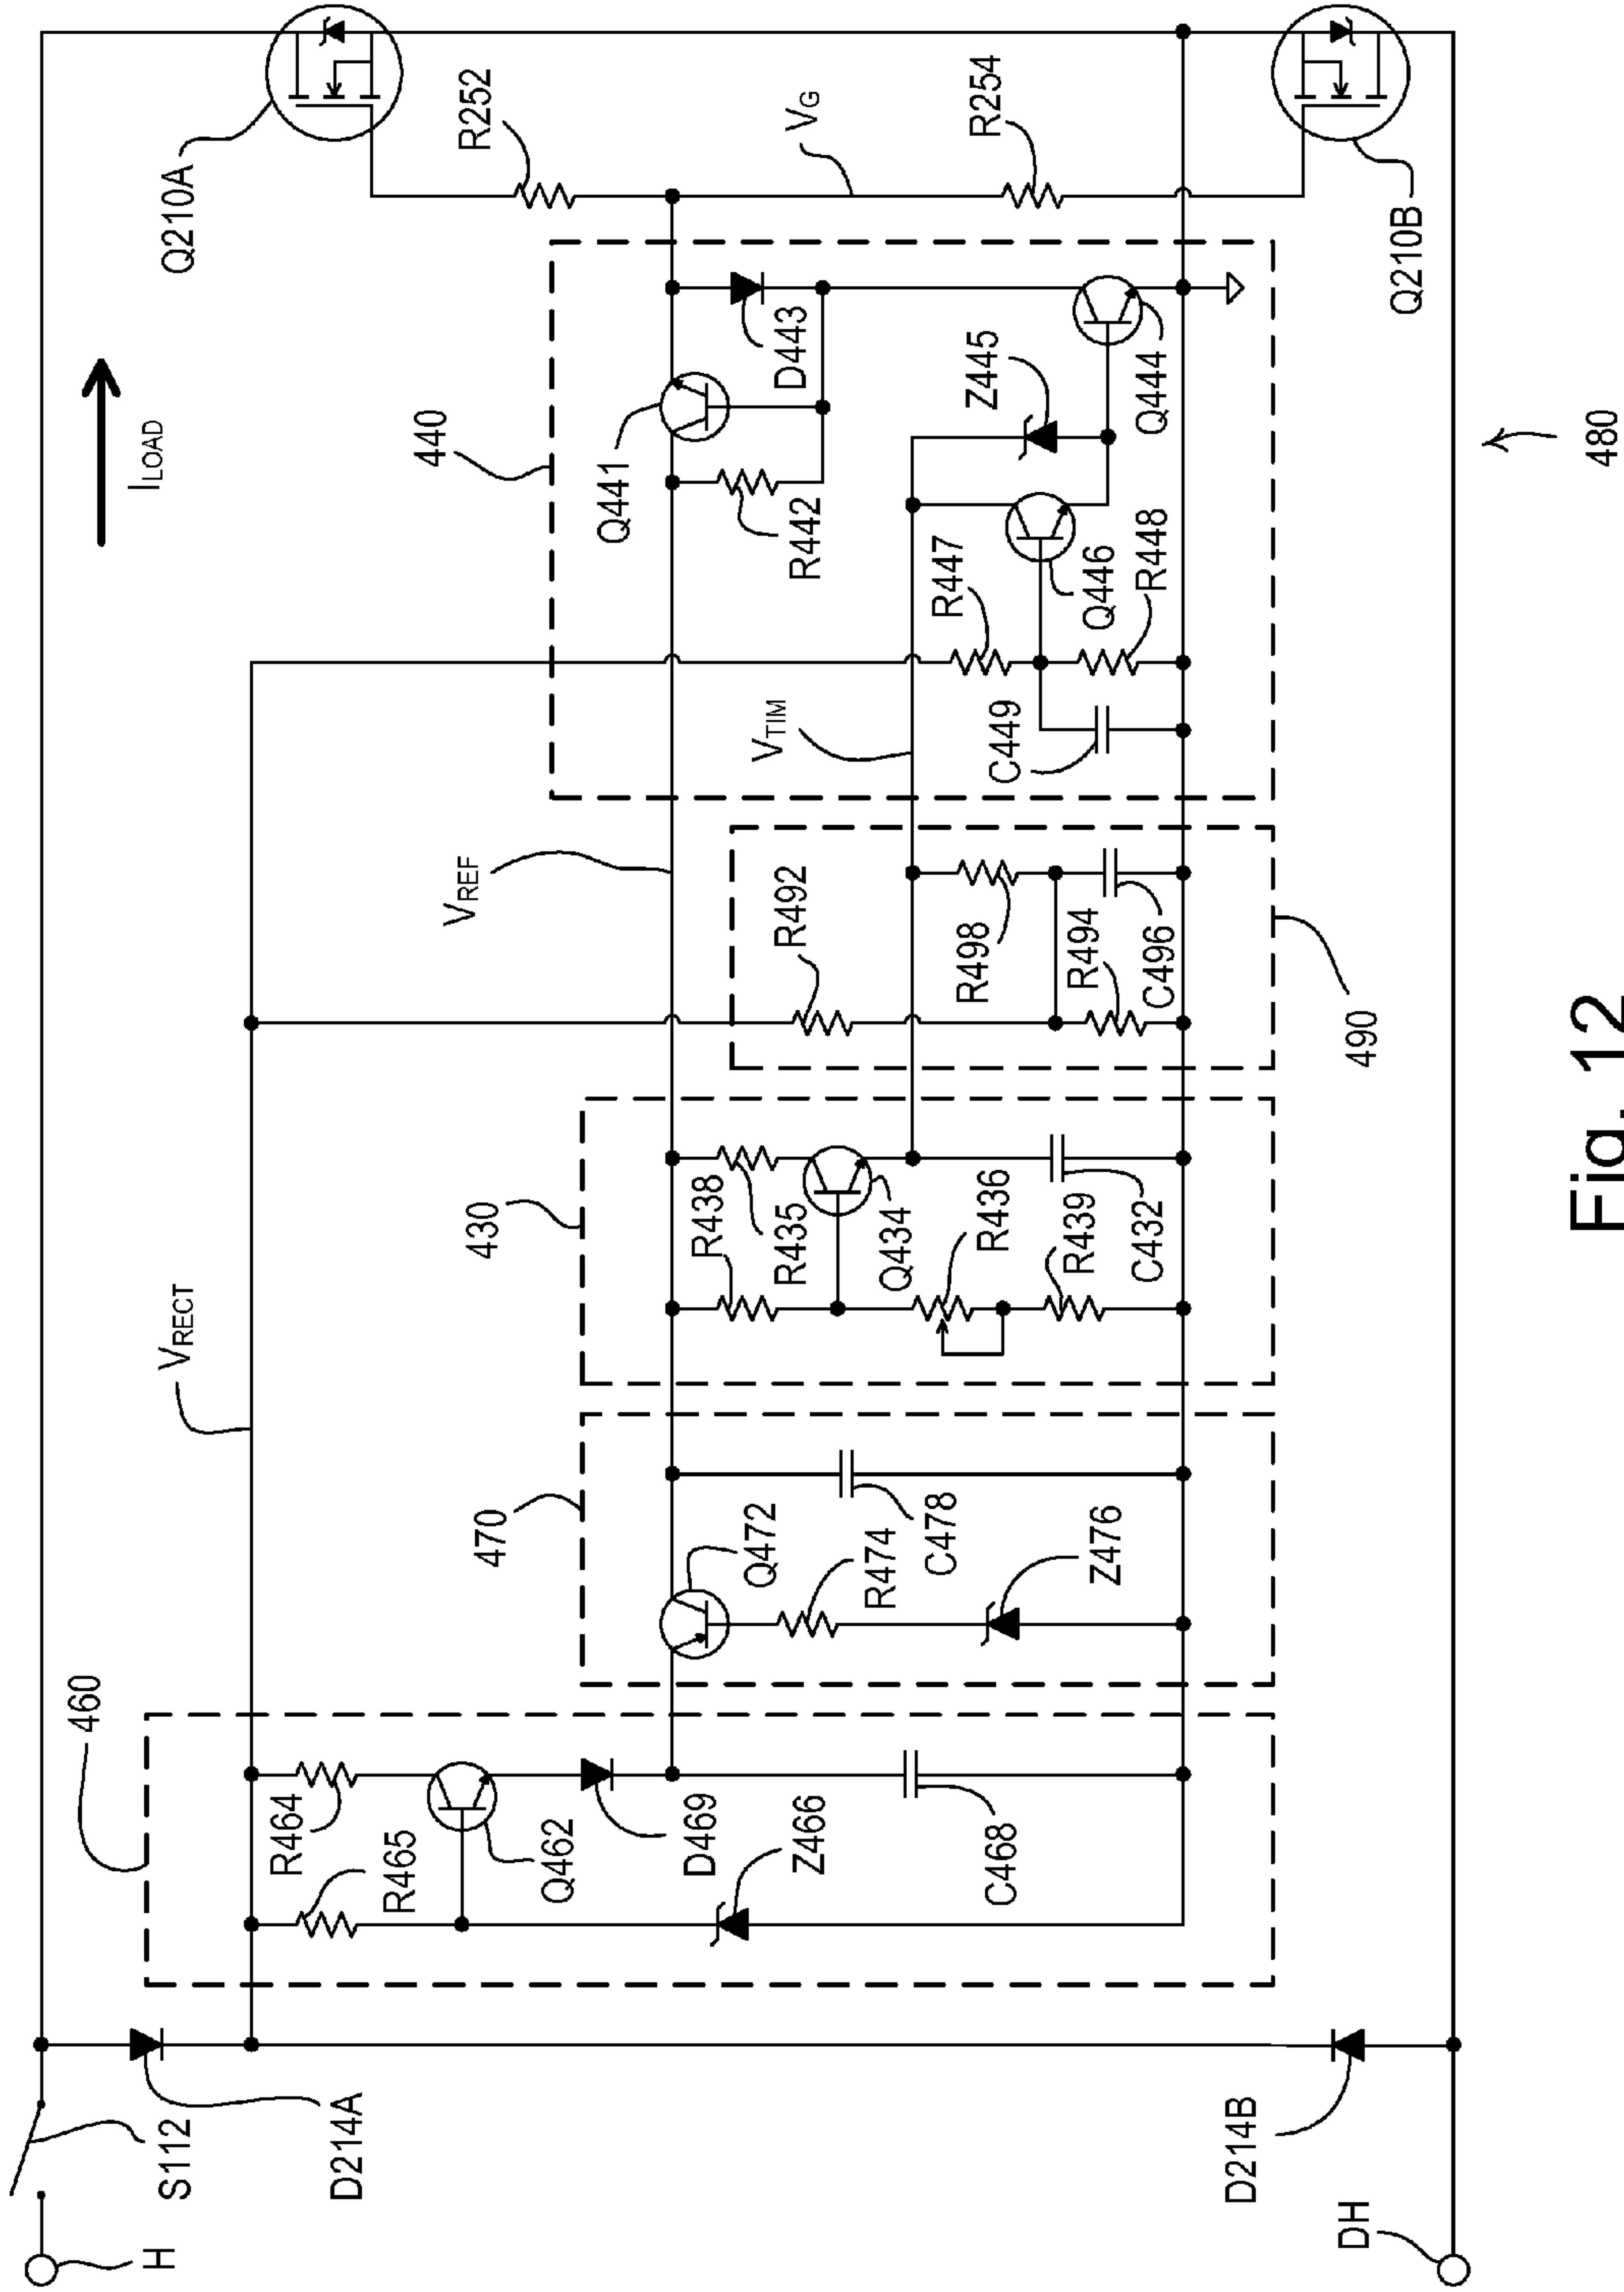 H
S112
D214A
D214B
DH
460
R464
R465
Q462
D469
Z466
C468
V_RECT
470
Q472
R474
C478
Z476
430
R438
R435
Q434
R436
R439
C432
V_REF
R492
R498
R494
C496
490
V_TIM
440
Q441
R442
D443
Z445
R447
Q446
R448
C449
Q444
I_LOAD
Q210A
R252
V_G
R254
Q210B
480
Fig. 12